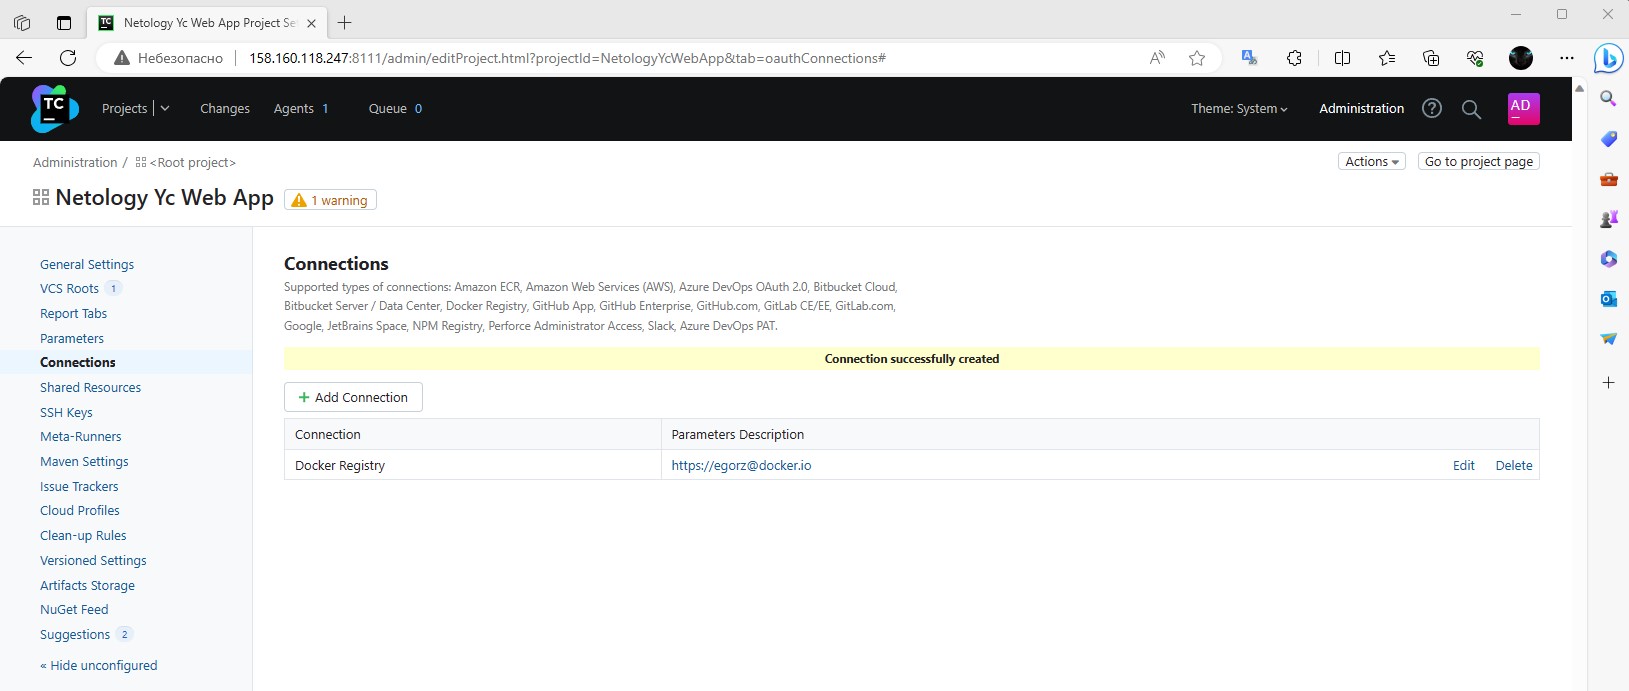 TC
Netology Yc Web App Project Se
Небезопасно
158.160.118.247:8111/admin/editProject.html?projectId=NetologyYcWebApp&tab=oauthConnections#
TC
Projects
Changes
Agents 1
Queue 0
Theme: System
Administration
?
AD
Administration / <Root project>
Actions
Go to project page
Netology Yc Web App
1 warning
General Settings
VCS Roots 1
Report Tabs
Parameters
Connections
Shared Resources
SSH Keys
Meta-Runners
Maven Settings
Issue Trackers
Cloud Profiles
Clean-up Rules
Versioned Settings
Artifacts Storage
NuGet Feed
Suggestions 2
« Hide unconfigured
Connections
Supported types of connections: Amazon ECR, Amazon Web Services (AWS), Azure DevOps OAuth 2.0, Bitbucket Cloud,
Bitbucket Server / Data Center, Docker Registry, GitHub App, GitHub Enterprise, GitHub.com, GitLab CE/EE, GitLab.com,
Google, JetBrains Space, NPM Registry, Perforce Administrator Access, Slack, Azure DevOps PAT.
Connection successfully created
+ Add Connection
Connection Parameters Description
Docker Registry https://egorz@docker.io Edit Delete